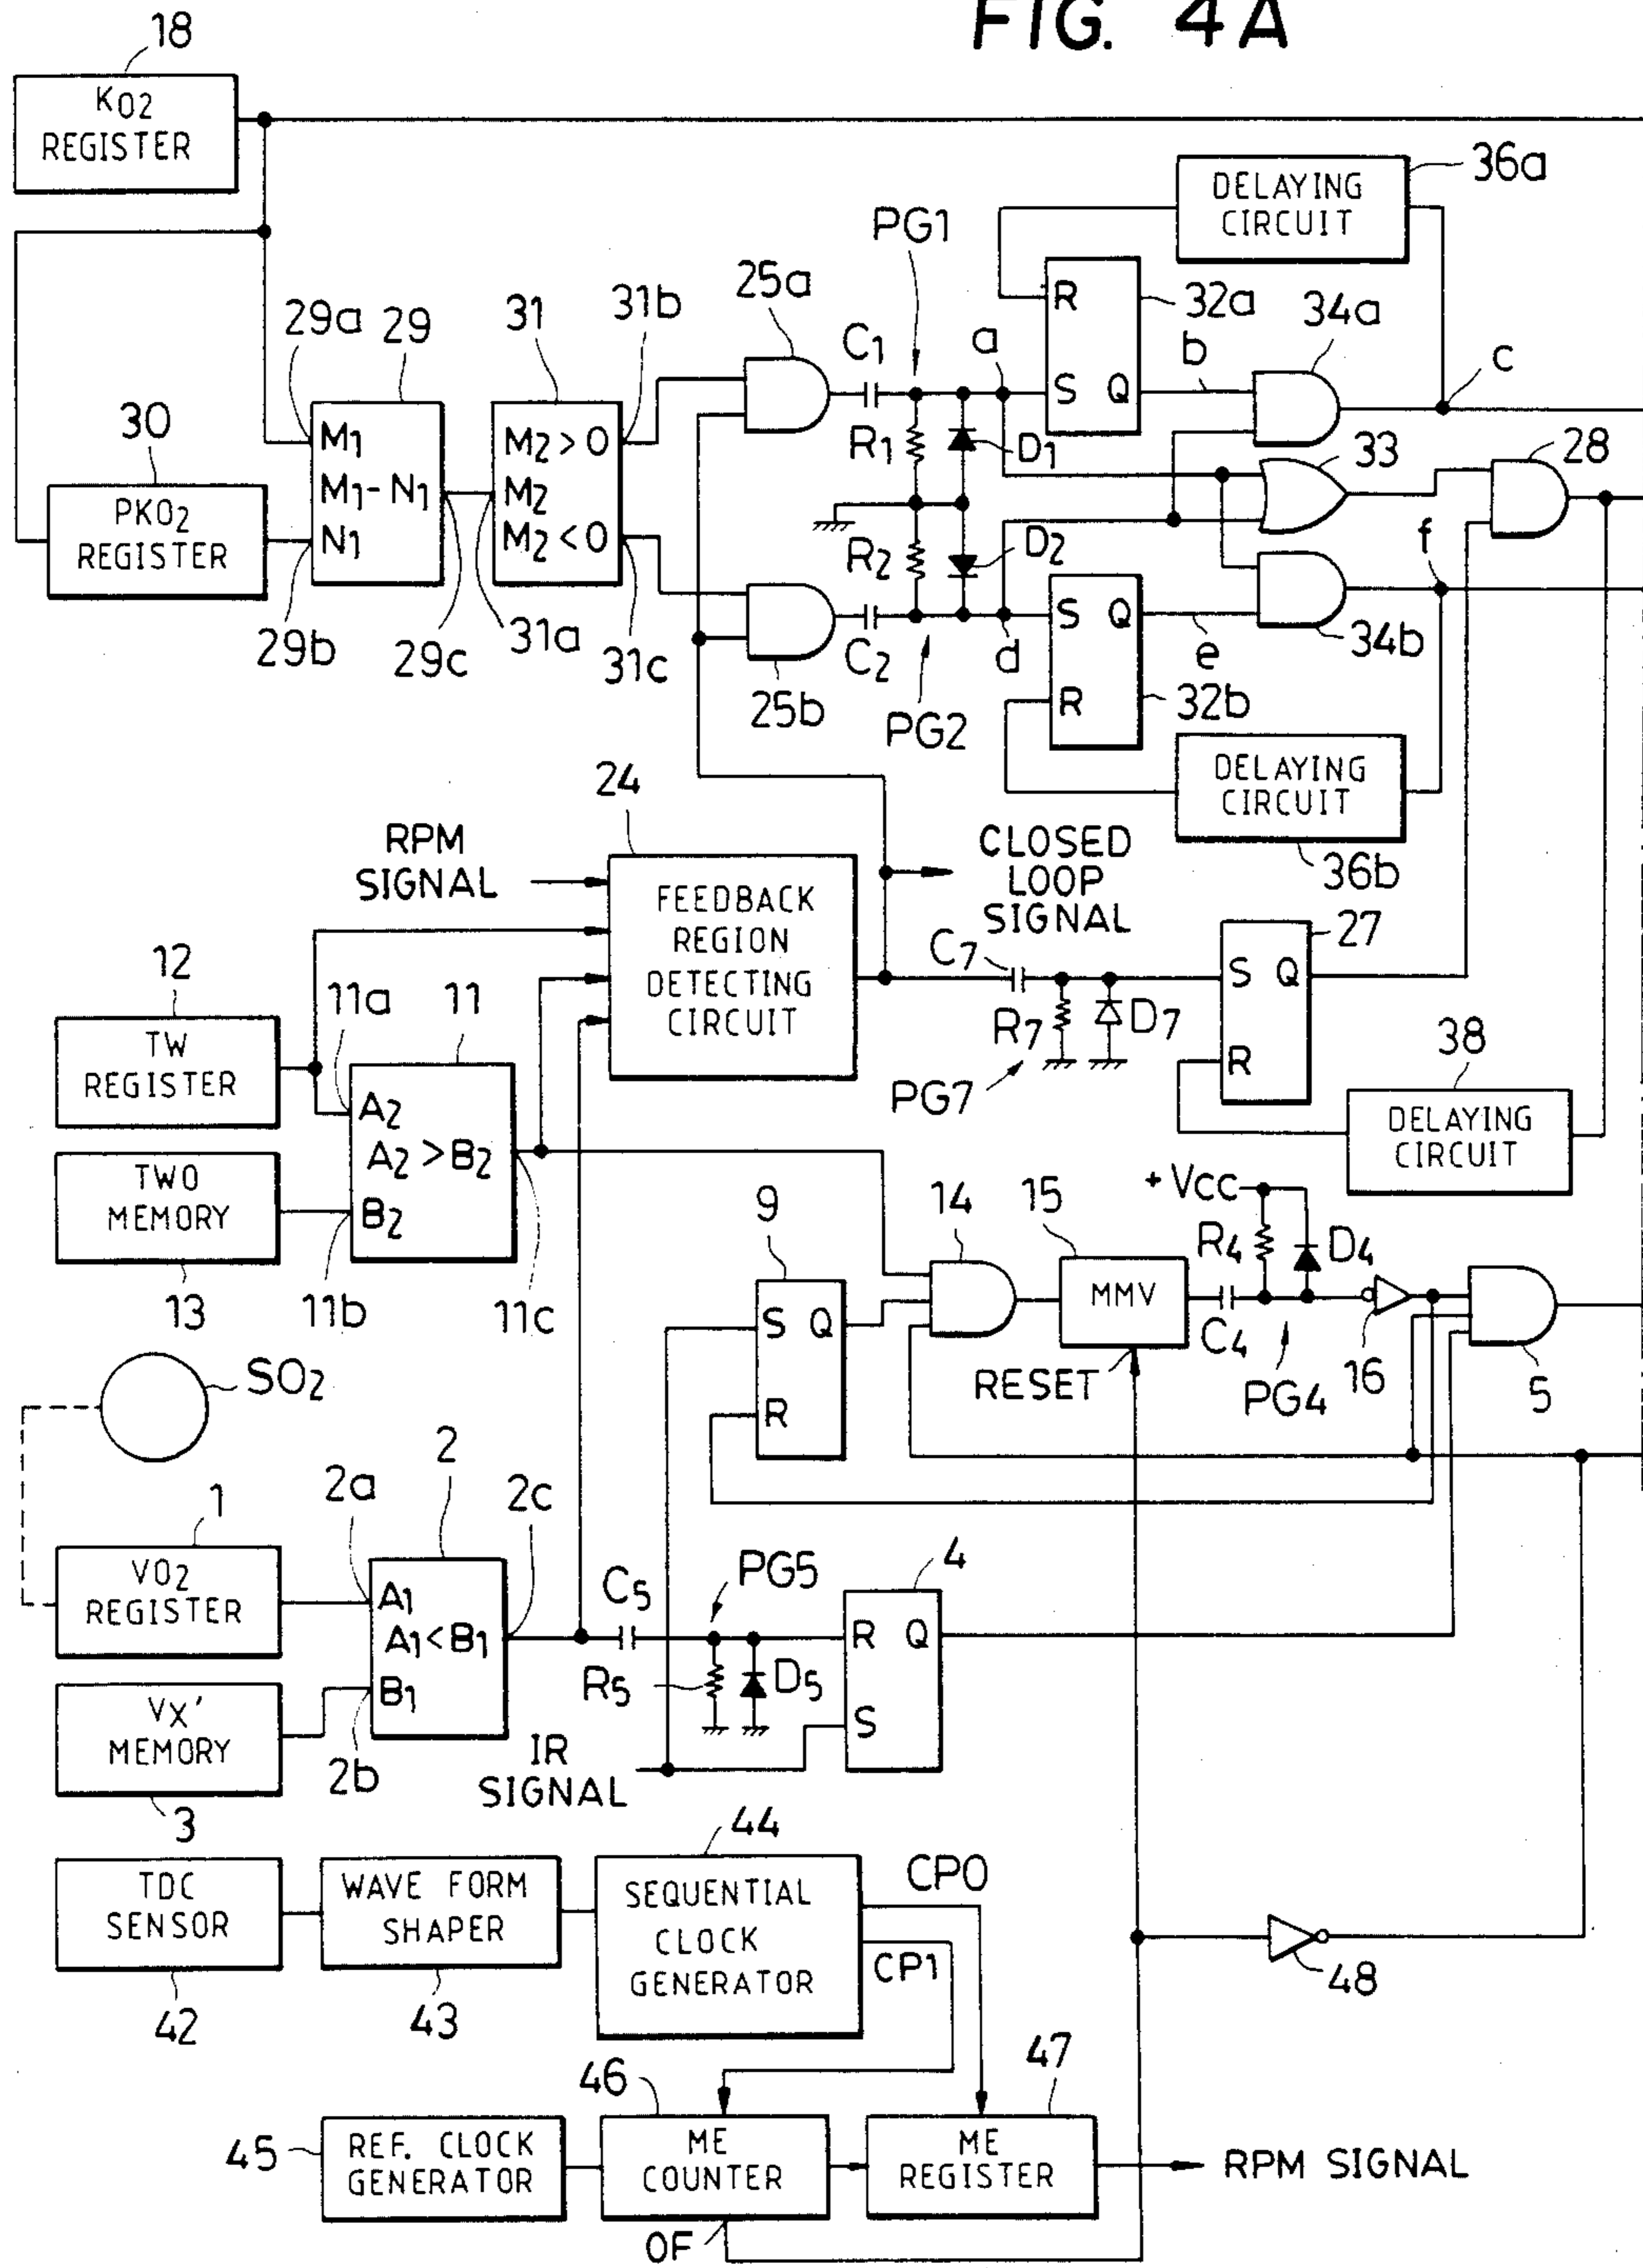 FIG. 4A
18
KO2
REGISTER
36a
DELAYING
CIRCUIT
PG1
25a
R
32a
34a
29a
29
31
31b
C1
a
b
c
S
Q
30
M1
M2 > 0
R1
D1
33
28
PKO2
REGISTER
M1 - N1
M2
N1
M2 < 0
R2
D2
f
29b
29c
31a
31c
C2
d
S
Q
e
34b
25b
PG2
R
32b
DELAYING
CIRCUIT
36b
24
RPM
SIGNAL
FEEDBACK
REGION
DETECTING
CIRCUIT
CLOSED
LOOP
SIGNAL
27
12
11a
11
C7
S
Q
TW
REGISTER
R7
D7
R
38
A2
PG7
DELAYING
CIRCUIT
A2 > B2
TWO
MEMORY
B2
9
14
15
+ VCC
R4
D4
13
11b
11c
S
Q
MMV
C4
16
5
RESET
PG4
R
SO2
2a
2
2c
1
VO2
REGISTER
A1
C5
PG5
4
A1 < B1
R
Q
B1
R5
D5
VX'
MEMORY
S
2b
IR
SIGNAL
3
44
TDC
SENSOR
WAVE FORM
SHAPER
SEQUENTIAL
CLOCK
GENERATOR
CP0
CP1
48
42
43
46
47
45
REF. CLOCK
GENERATOR
ME
COUNTER
ME
REGISTER
RPM SIGNAL
OF